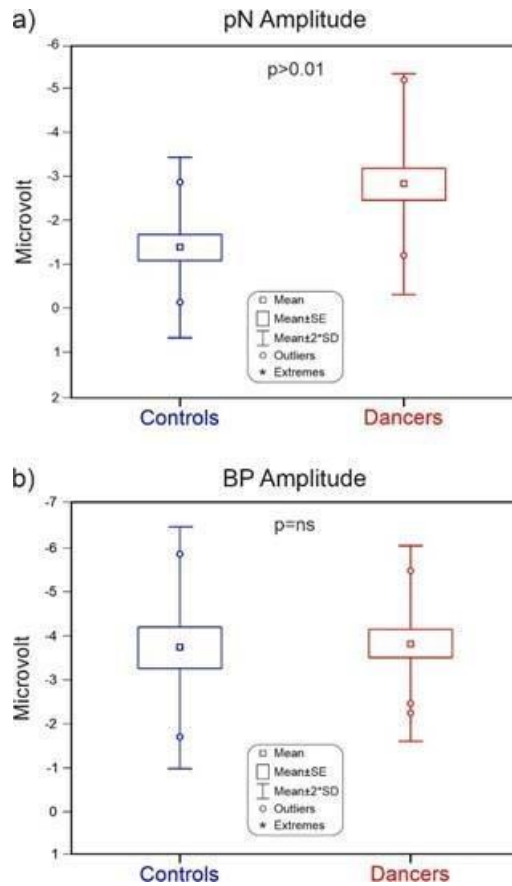 a) pN Amplitude
-6
p>0.01
-5
-4
-3
-2
-1
0
1
2
Microvolt
Mean
Mean±SE
Mean±2*SD
Outliers
Extremes
Controls Dancers
b) BP Amplitude
-7
p=ns
-6
-5
-4
-3
-2
-1
0
1
Microvolt
Mean
Mean±SE
Mean±2*SD
Outliers
Extremes
Controls Dancers